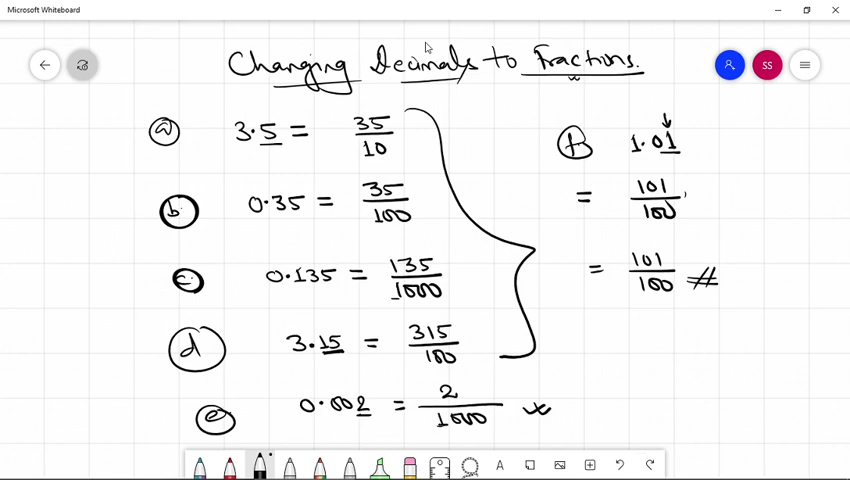 Microsoft Whiteboard
Changing Decimals to Fractions.
SS
a 3.5 = 35/10
b 0.35 = 35/100
c 0.135 = 135/1000
d 3.15 = 315/100
e 0.002 = 2/1000
f 1.01
= 101/100
= 101/100 #
A